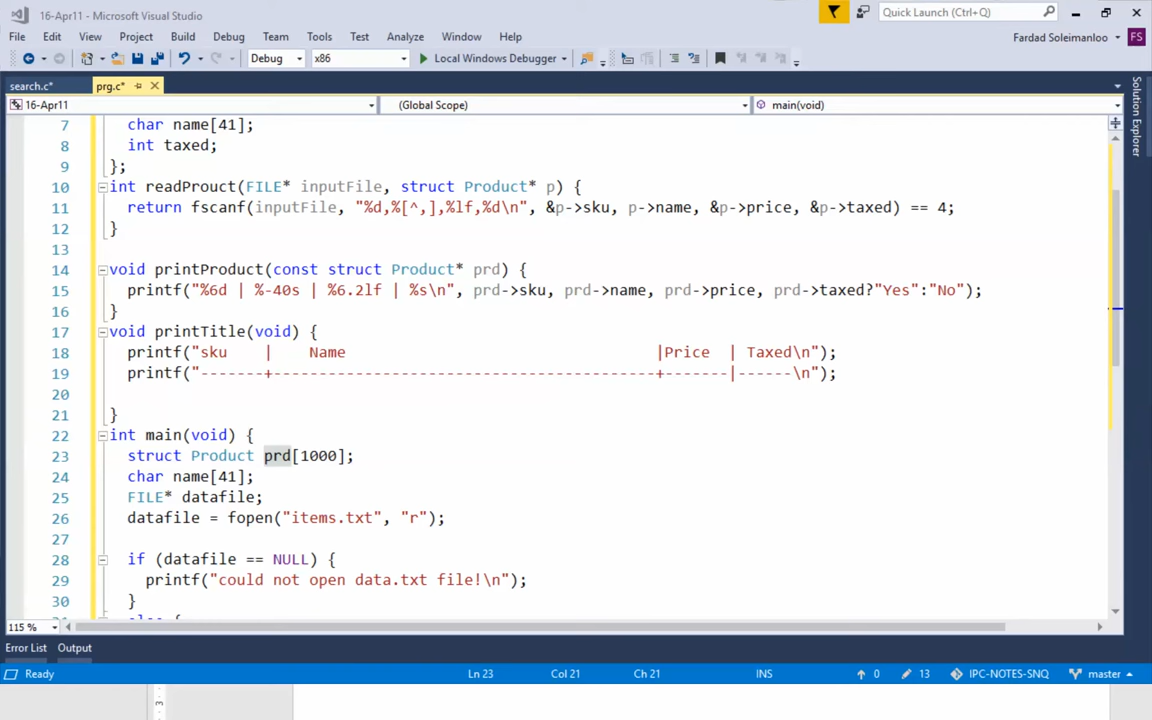 16-Apr11 - Microsoft Visual Studio
Quick Launch (Ctrl+Q)
File Edit View Project Build Debug Team Tools Test Analyze Window Help
Fardad Soleimanloo FS
Debug x86 Local Windows Debugger
search.c* prg.c*
16-Apr11 (Global Scope) main(void)
Solution Explorer
7 char name[41];
8 int taxed;
9 };
10 int readProuct(FILE* inputFile, struct Product* p) {
11 return fscanf(inputFile, "%d,%[^,],%lf,%d\n", &p->sku, p->name, &p->price, &p->taxed) == 4;
12 }
13
14 void printProduct(const struct Product* prd) {
15 printf("%6d | %-40s | %6.2lf | %s\n", prd->sku, prd->name, prd->price, prd->taxed?"Yes":"No");
16 }
17 void printTitle(void) {
18 printf("sku    |    Name                                  |Price  | Taxed\n");
19 printf("-------+------------------------------------------+-------|------\n");
20
21 }
22 int main(void) {
23 struct Product prd[1000];
24 char name[41];
25 FILE* datafile;
26 datafile = fopen("items.txt", "r");
27
28 if (datafile == NULL) {
29 printf("could not open data.txt file!\n");
30 }
31 else {
115 %
Error List Output
Ready Ln 23 Col 21 Ch 21 INS 0 13 IPC-NOTES-SNQ master
3